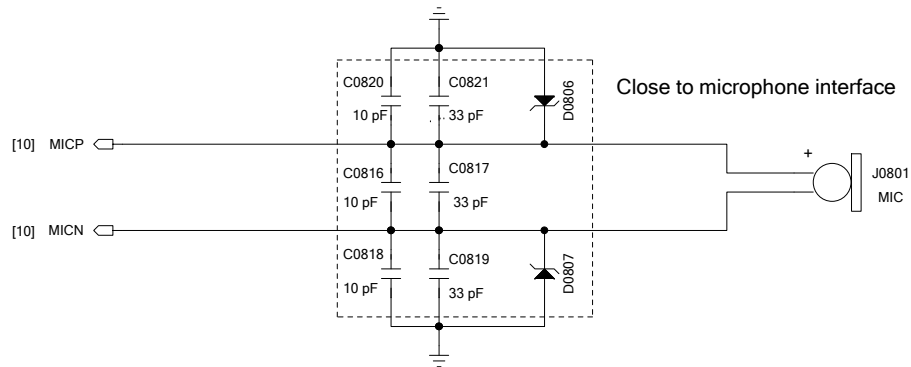 C0820
C0821
10 pF
33 pF
D0806
Close to microphone interface
[10] MICP
+
C0816
C0817
10 pF
33 pF
J0801
MIC
[10] MICN
C0818
C0819
10 pF
33 pF
D0807